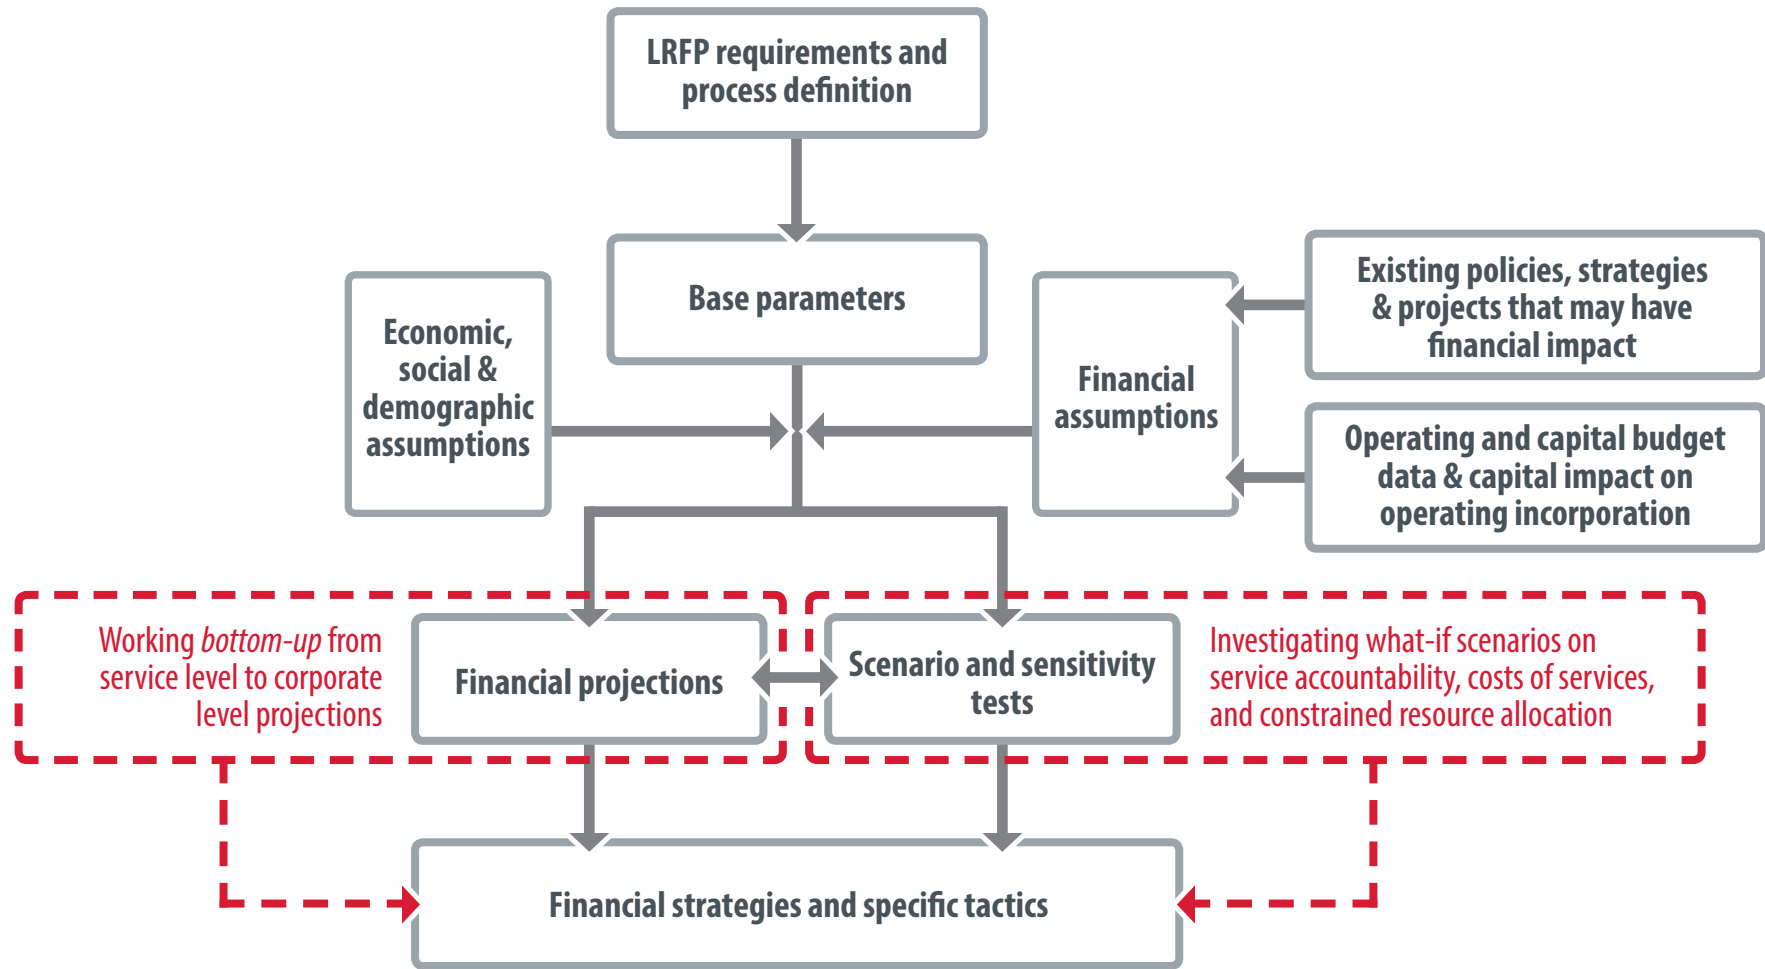 LRFP requirements and
process definition
Base parameters
Economic,
social &
demographic
assumptions
Financial
assumptions
Existing policies, strategies
& projects that may have
financial impact
Operating and capital budget
data & capital impact on
operating incorporation
Working bottom-up from
service level to corporate
level projections
Financial projections
Scenario and sensitivity
tests
Investigating what-if scenarios on
service accountability, costs of services,
and constrained resource allocation
Financial strategies and specific tactics